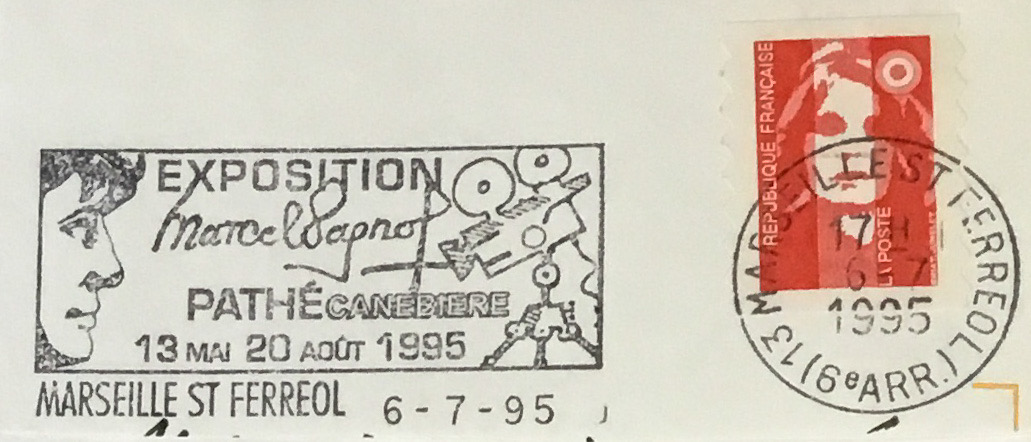 EXPOSITION
Marcel Pagnol
PATHÉ CANEBIÈRE
13 MAI 20 AOÛT 1995
MARSEILLE ST FERREOL 6-7-95
REPUBLIQUE FRANÇAISE
LA POSTE
13 MARSEILLE ST FERREOL (6e ARR.)
17 H
6 7
1995